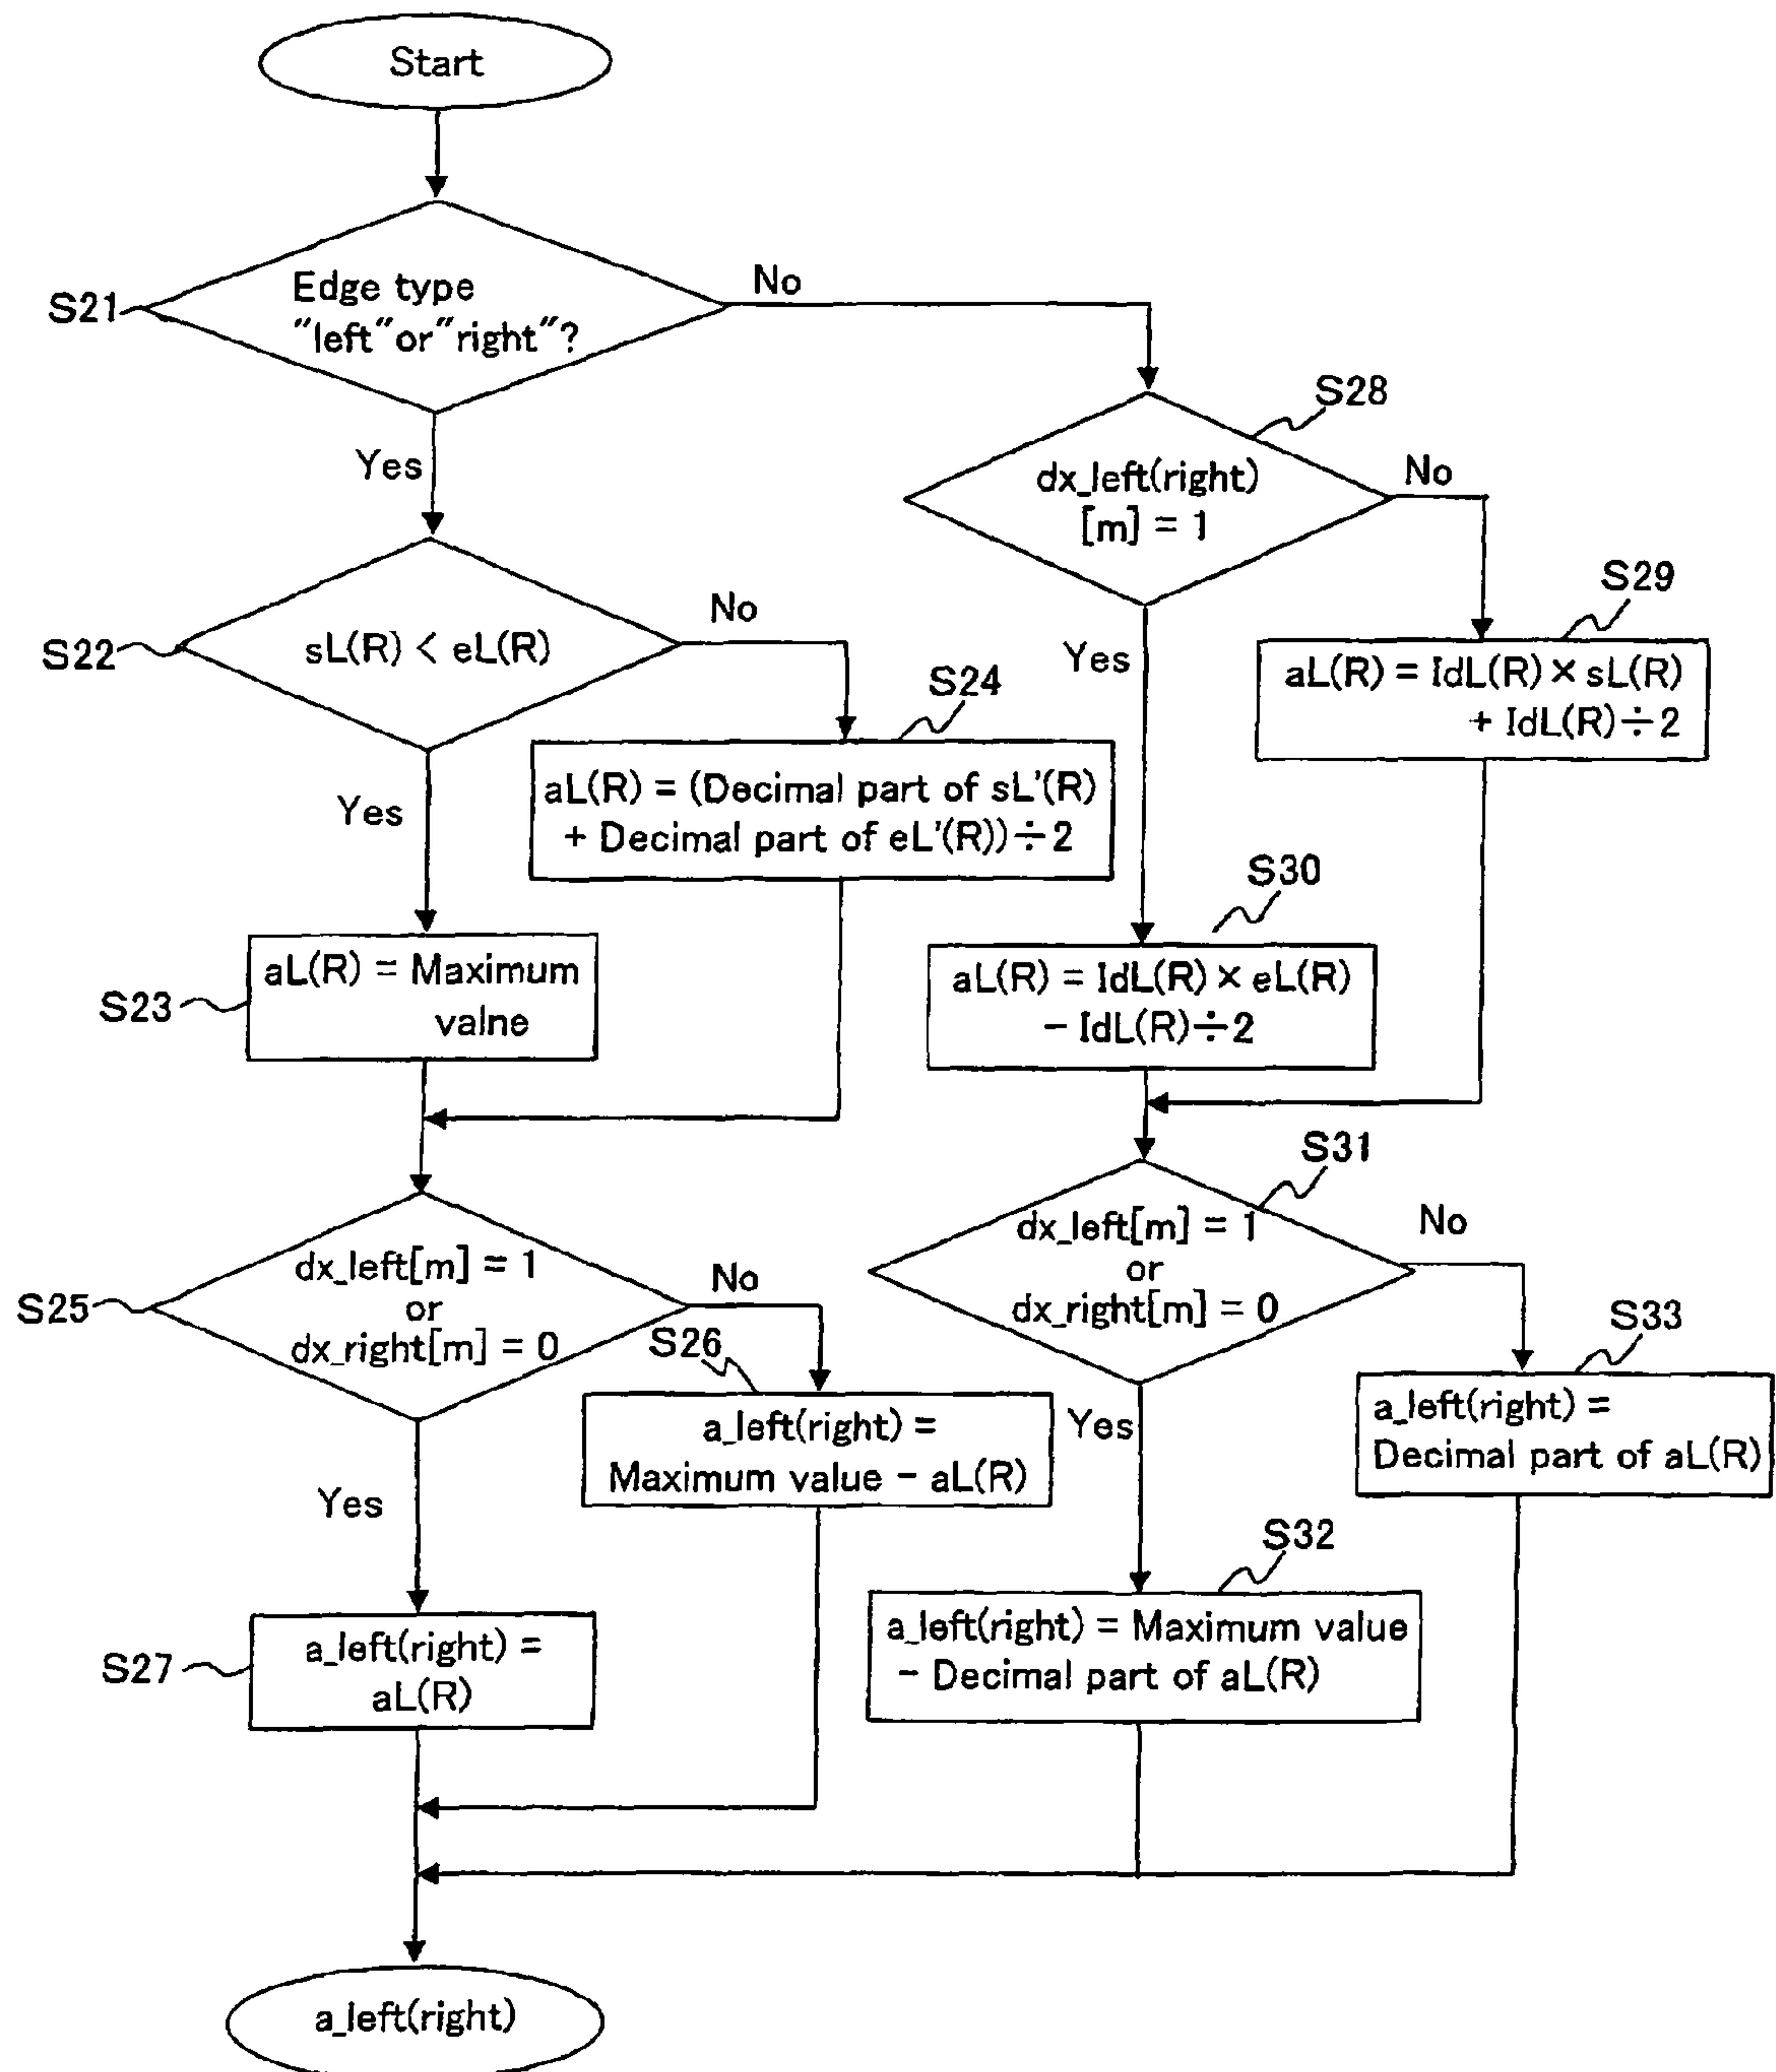 Start
S21
Edge type
"left"or"right"?
No
Yes
S28
dx_left(right)
[m] = 1
No
Yes
S22
sL(R) < eL(R)
No
Yes
S29
aL(R) = IdL(R) × sL(R)
+ IdL(R)÷2
S24
aL(R) = (Decimal part of sL'(R)
+ Decimal part of eL'(R))÷2
S30
aL(R) = IdL(R) × eL(R)
- IdL(R)÷2
S23
aL(R) = Maximum
valne
S31
dx_left[m] = 1
or
dx_right[m] = 0
No
Yes
S25
dx_left[m] = 1
or
dx_right[m] = 0
No
Yes
S26
a_left(right) =
Maximum value - aL(R)
S33
a_left(right) =
Decimal part of aL(R)
S32
a_left(right) = Maximum value
- Decimal part of aL(R)
S27
a_left(right) =
aL(R)
a_left(right)